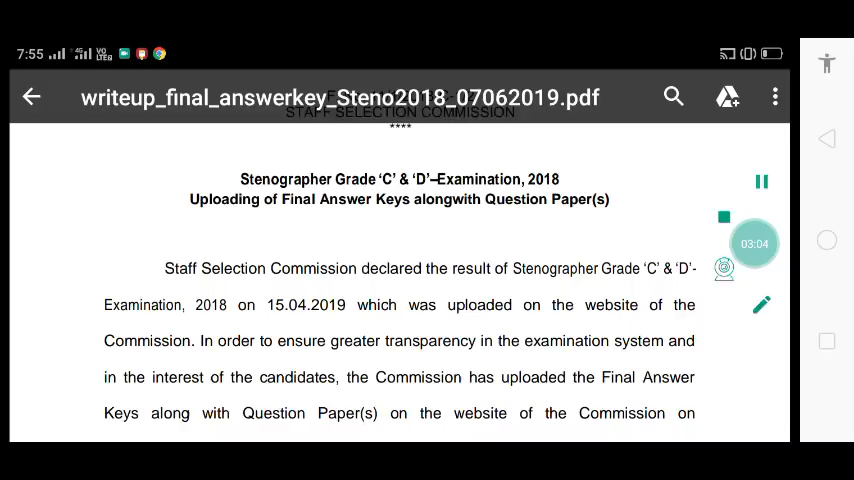 7:55 4G VO LTE
writeup_final_answerkey_Steno2018_07062019.pdf
STAFF SELECTION COMMISSION
****
Stenographer Grade ‘C’ & ‘D’–Examination, 2018
Uploading of Final Answer Keys alongwith Question Paper(s)
03:04
Staff Selection Commission declared the result of Stenographer Grade ‘C’ & ‘D’-
Examination, 2018 on 15.04.2019 which was uploaded on the website of the
Commission. In order to ensure greater transparency in the examination system and
in the interest of the candidates, the Commission has uploaded the Final Answer
Keys along with Question Paper(s) on the website of the Commission on